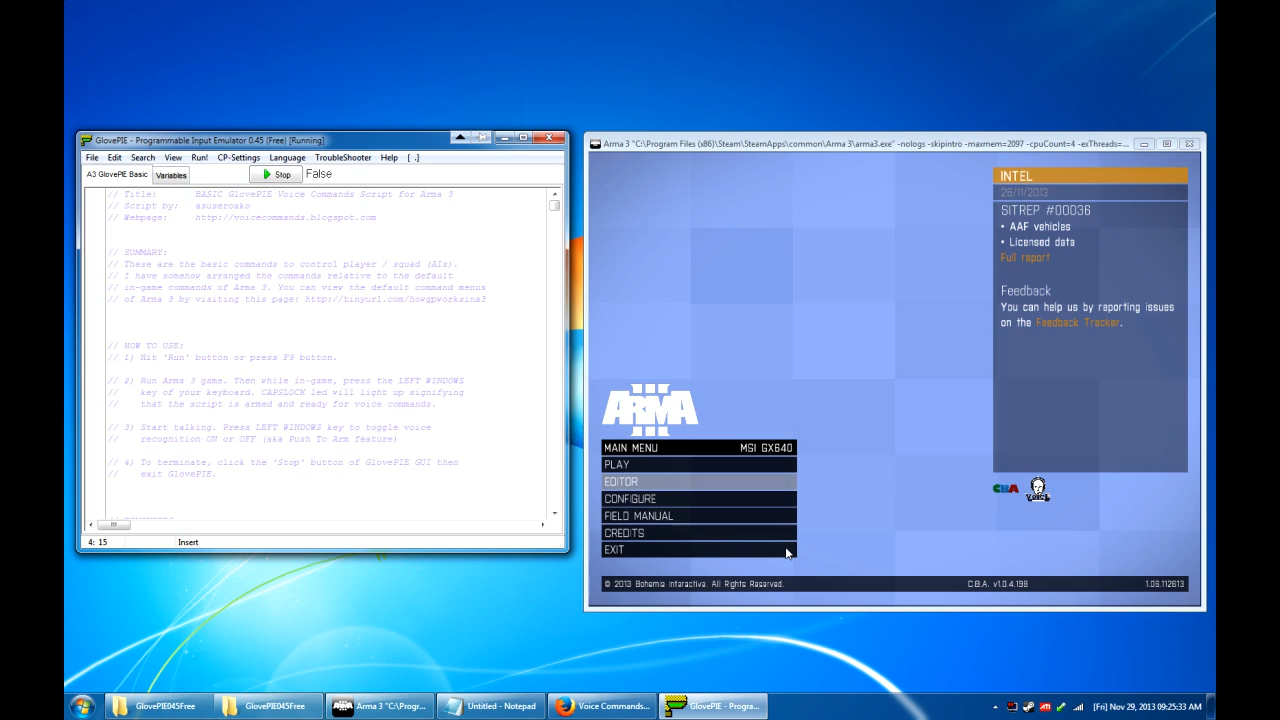 GlovePIE - Programmable Input Emulator 0.45 (Free) [Running]
File Edit Search View Run! CP-Settings Language TroubleShooter Help [ .]
A3 GlovePIE Basic Variables Stop False
// Title: BASIC GlovePIE Voice Commands Script for Arma 3
// Script by: asuseroako
// Webpage: http://voicecommands.blogspot.com
// SUMMARY:
// These are the basic commands to control player / squad (AIs).
// I have somehow arranged the commands relative to the default
// in-game commands of Arma 3. You can view the default command menus
// of Arma 3 by visiting this page: http://tinyurl.com/howgpworksina3
// HOW TO USE:
// 1) Hit 'Run' button or press F9 button.
// 2) Run Arma 3 game. Then while in-game, press the LEFT WINDOWS
// key of your keyboard. CAPSLOCK led will light up signifying
// that the script is armed and ready for voice commands.
// 3) Start talking. Press LEFT WINDOWS key to toggle voice
// recognition ON or OFF (aka Push To Arm feature)
// 4) To terminate, click the 'Stop' button of GlovePIE GUI then
// exit GlovePIE.
4: 15 Insert
Arma 3 "C:\Program Files (x86)\Steam\SteamApps\common\Arma 3\arma3.exe" -nologs -skipintro -maxmem=2097 -cpuCount=4 -exThreads=...
INTEL
26/11/2013
SITREP #00036
• AAF vehicles
• Licensed data
Full report
Feedback
You can help us by reporting issues
on the Feedback Tracker.
ARMA III
MAIN MENU MSI GX640
PLAY
EDITOR
CONFIGURE
FIELD MANUAL
CREDITS
EXIT
CBA VOICE
© 2013 Bohemia Interactive. All Rights Reserved. C.B.A. v1.0.4.196 1.06.112613
GlovePIE045Free GlovePIE045Free Arma 3 "C:\Progr... Untitled - Notepad Voice Commands... GlovePIE - Progra... [Fri] Nov 29, 2013 09:25:33 AM